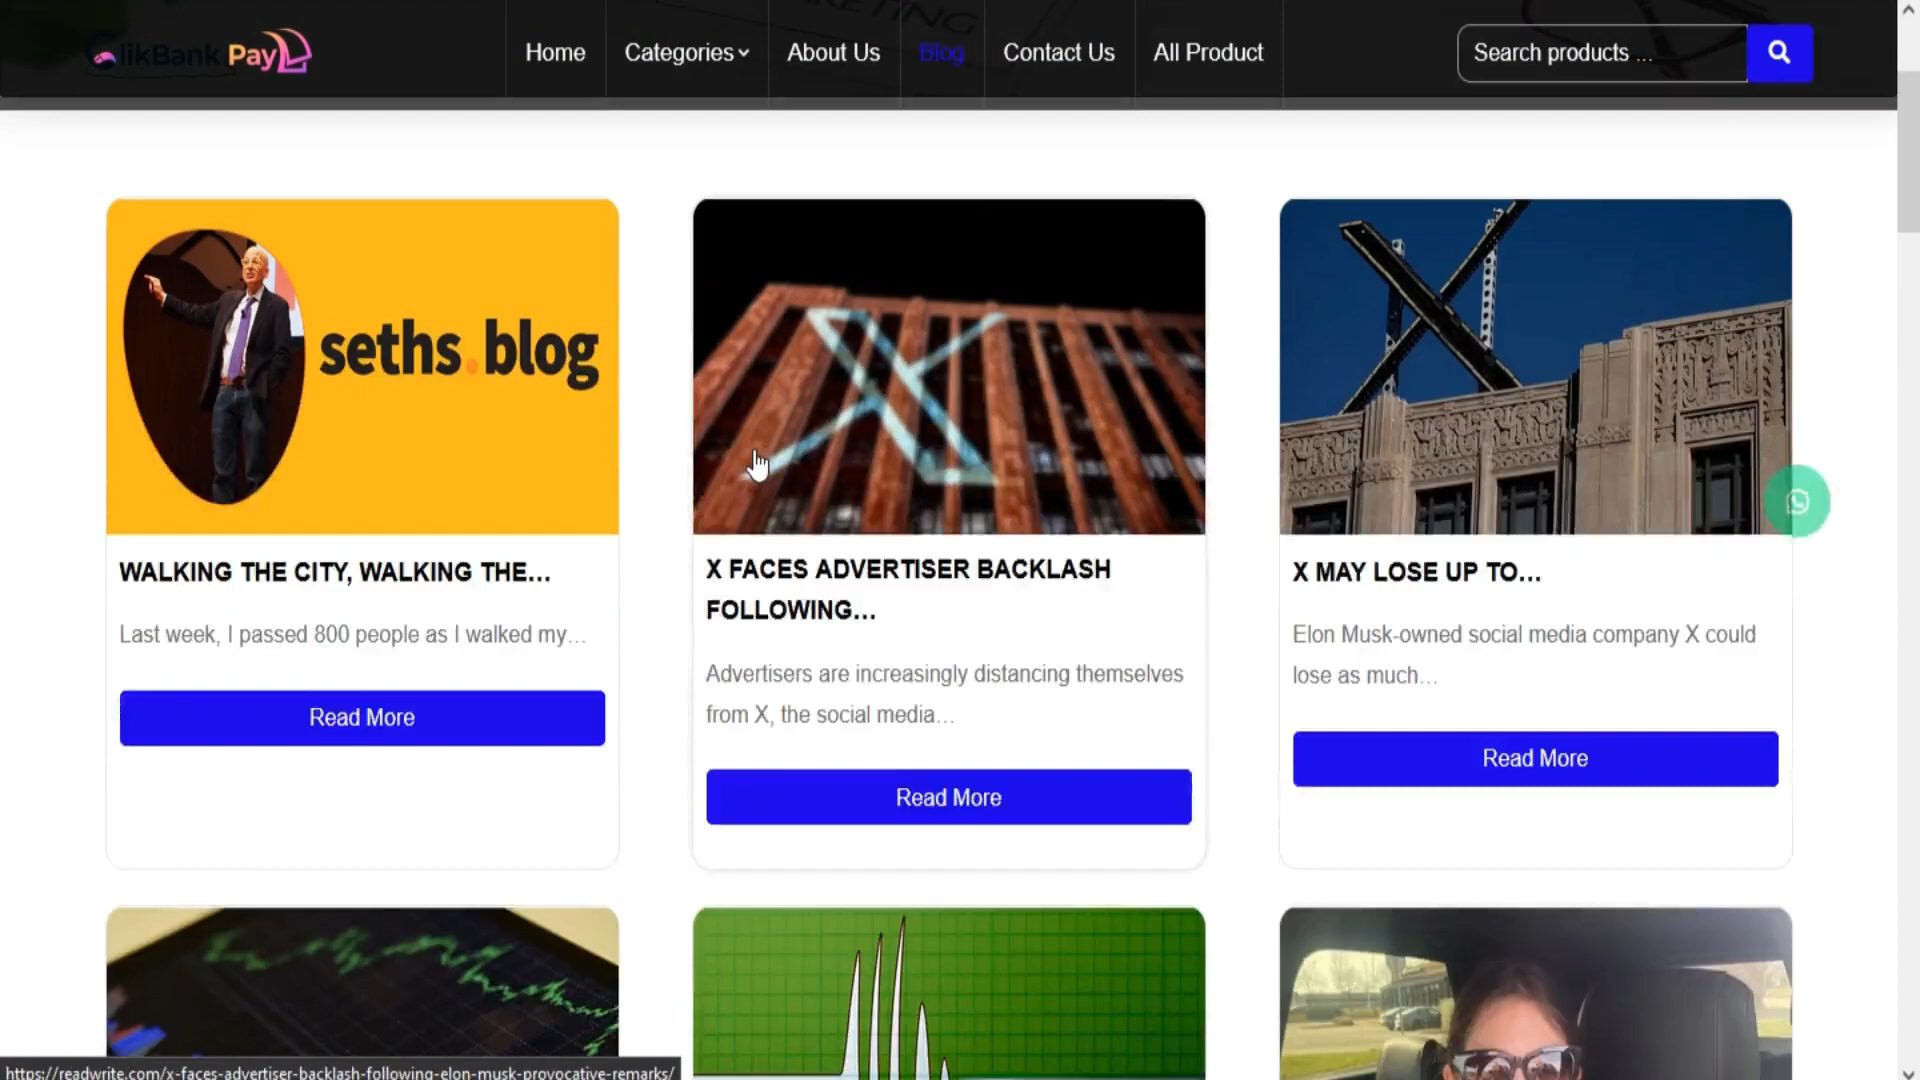 ClikBank Pay
Home
Categories
About Us
Blog
Contact Us
All Product
Search products ...
seths.blog
WALKING THE CITY, WALKING THE...
Last week, I passed 800 people as I walked my...
Read More
X FACES ADVERTISER BACKLASH
FOLLOWING...
Advertisers are increasingly distancing themselves
from X, the social media...
Read More
X MAY LOSE UP TO...
Elon Musk-owned social media company X could
lose as much...
Read More
https://readwrite.com/x-faces-advertiser-backlash-following-elon-musk-provocative-remarks/